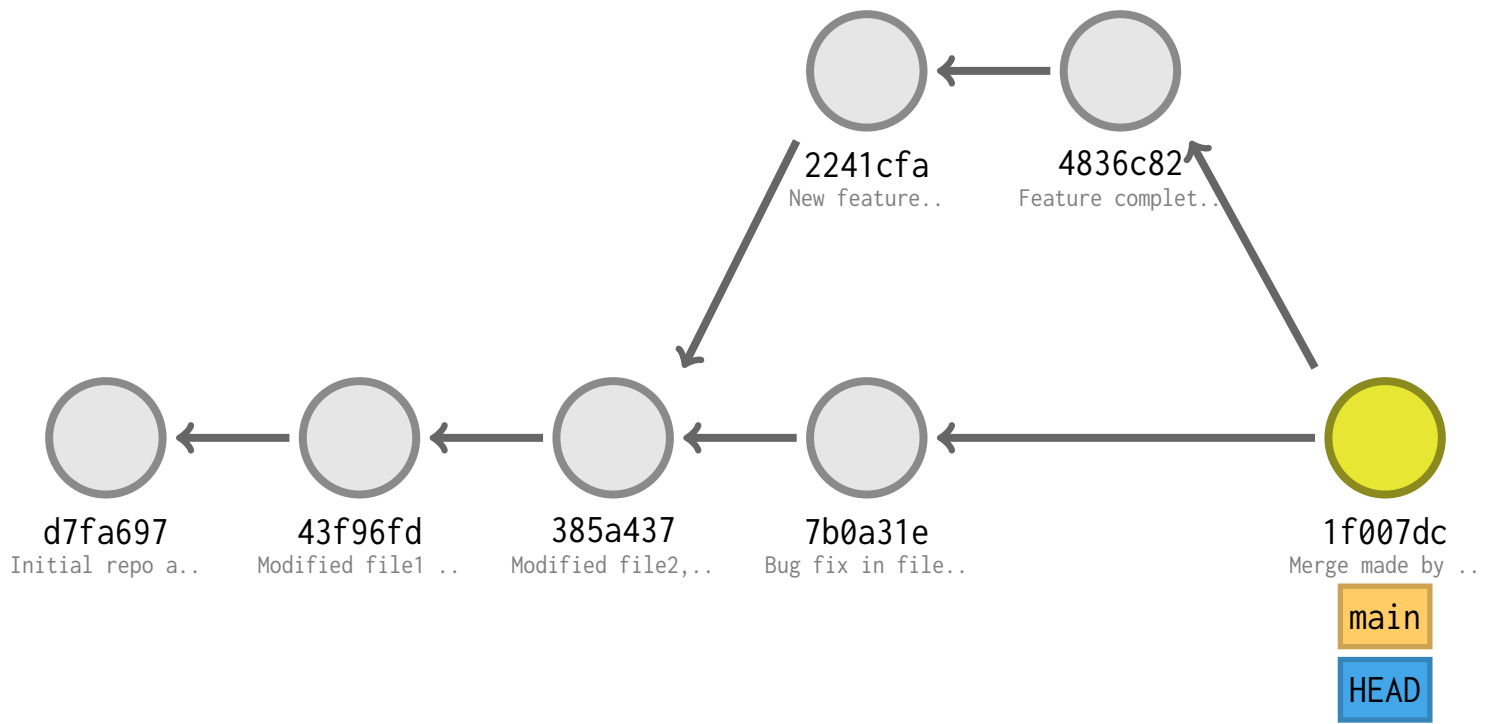 2241cfa
New feature..
4836c82
Feature complet..
d7fa697
Initial repo a..
43f96fd
Modified file1 ..
385a437
Modified file2,..
7b0a31e
Bug fix in file..
1f007dc
Merge made by ..
main
HEAD